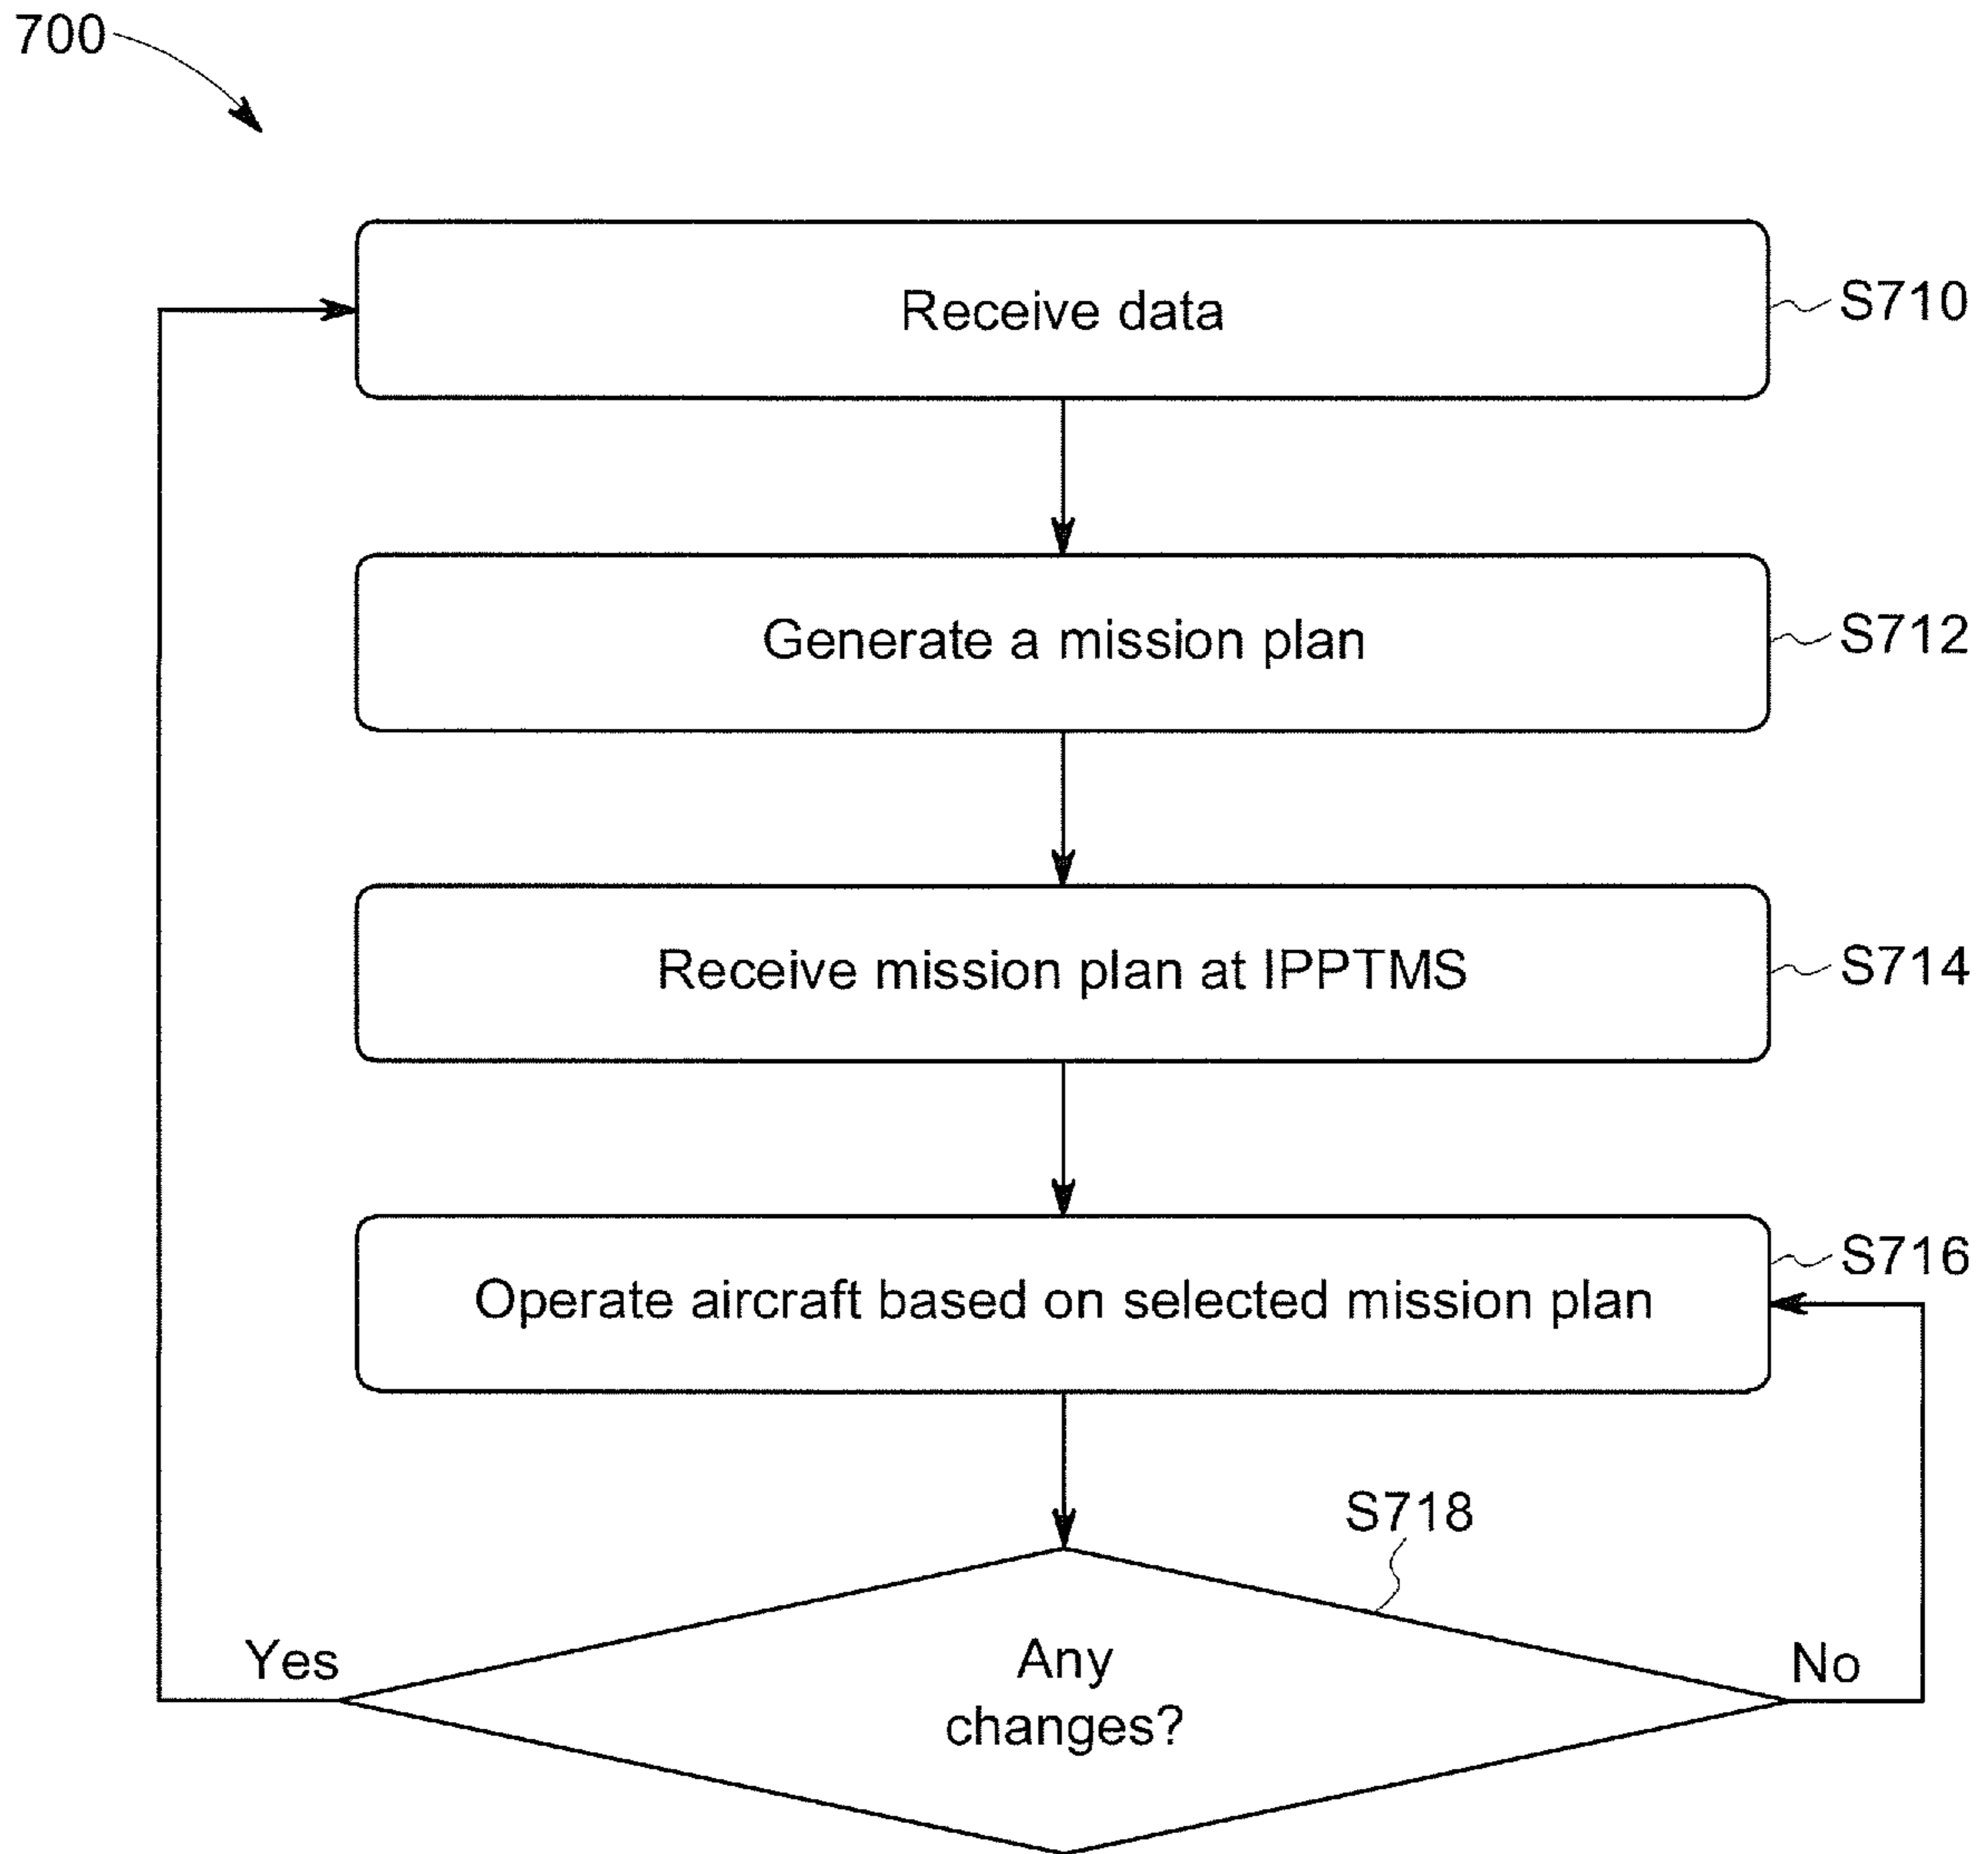 700
Receive data
S710
Generate a mission plan
S712
Receive mission plan at IPPTMS
S714
Operate aircraft based on selected mission plan
S716
S718
Yes
Any
changes?
No